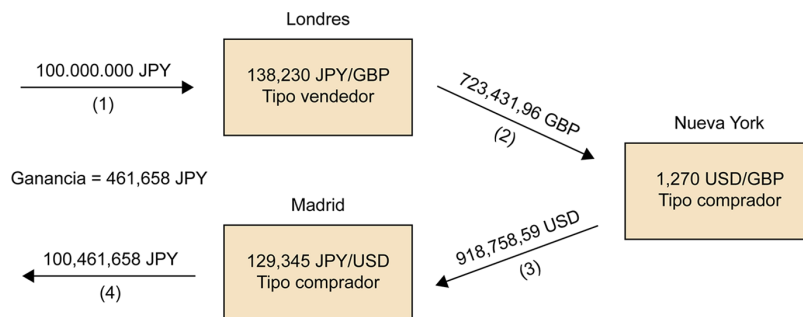 Londres
100.000.000 JPY
(1)
138,230 JPY/GBP
Tipo vendedor
723,431,96 GBP
(2)
Nueva York
1,270 USD/GBP
Tipo comprador
Ganancia = 461,658 JPY
Madrid
918,758,59 USD
(3)
129,345 JPY/USD
Tipo comprador
100,461,658 JPY
(4)